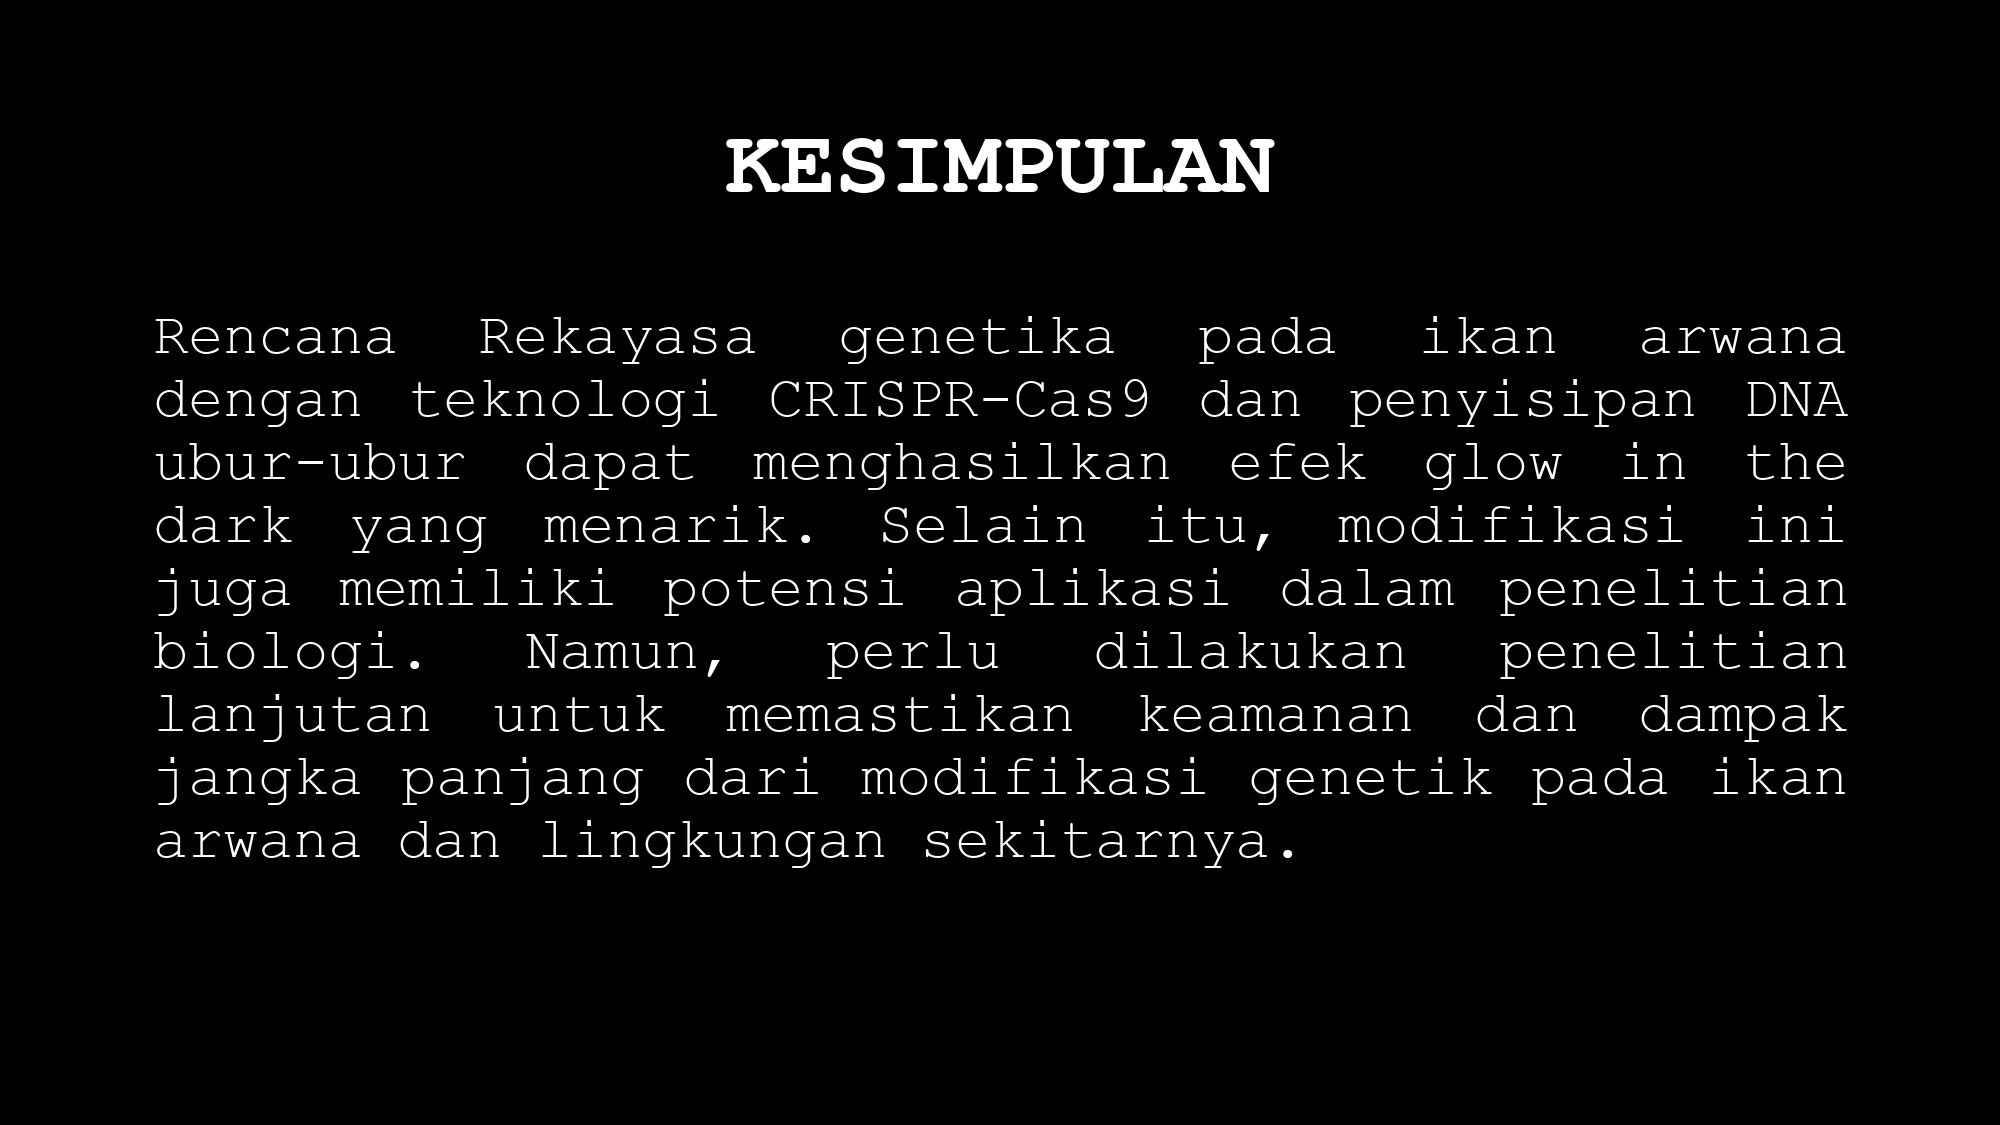 KESIMPULAN
Rencana Rekayasa genetika pada ikan arwana
dengan teknologi CRISPR-Cas9 dan penyisipan DNA
ubur-ubur dapat menghasilkan efek glow in the
dark yang menarik. Selain itu, modifikasi ini
juga memiliki potensi aplikasi dalam penelitian
biologi. Namun, perlu dilakukan penelitian
lanjutan untuk memastikan keamanan dan dampak
jangka panjang dari modifikasi genetik pada ikan
arwana dan lingkungan sekitarnya.